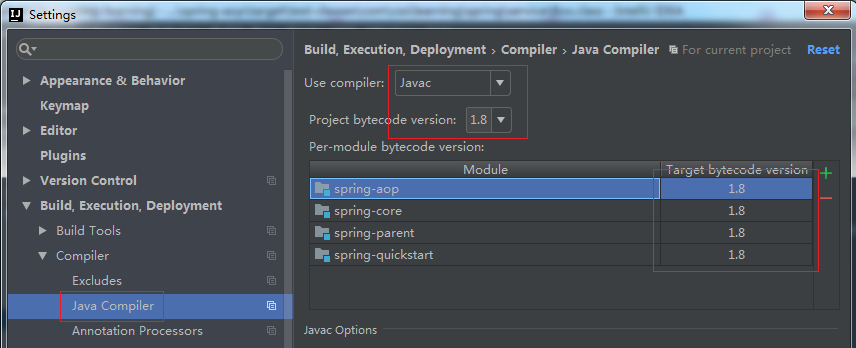 Settings
Appearance & Behavior
Keymap
Editor
Plugins
Version Control
Build, Execution, Deployment
Build Tools
Compiler
Excludes
Java Compiler
Annotation Processors
Build, Execution, Deployment › Compiler › Java Compiler For current project Reset
Use compiler: Javac
Project bytecode version: 1.8
Per-module bytecode version:
Module Target bytecode version
spring-aop 1.8
spring-core 1.8
spring-parent 1.8
spring-quickstart 1.8
Javac Options